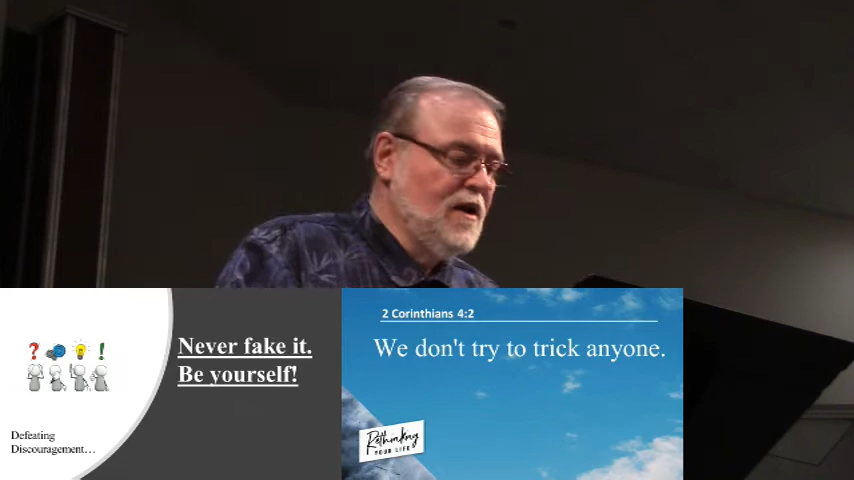 Never fake it.
Be yourself!
Defeating
Discouragement...
2 Corinthians 4:2
We don't try to trick anyone.
Rethinking
YOUR LIFE